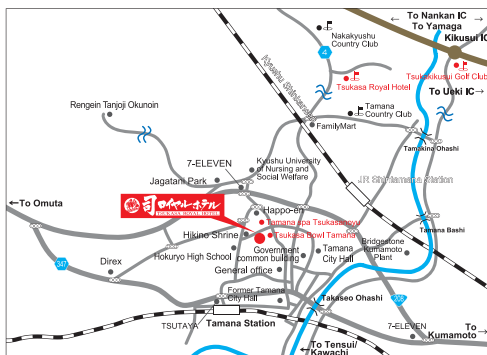 To Nankan IC
To Yamaga
Kikusui IC
Nakakyushu
Country Club
4
Kyushu Shinkansen
Tsukasa Royal Hotel
Tsukakikusui Golf Club
To Ueki IC
Rengein Tanjoji Okunoin
FamilyMart
Tamana
Country Club
Tamakina Ohashi
7-ELEVEN
Kyushu University
of Nursing and
Social Welfare
JR Shintamana Station
Jagatani Park
司ロイヤルホテル
TSUKASA ROYAL HOTEL
Happo-en
To Omuta
Tamana spa Tsukasanoyu
Tsukasa Bowl Tamana
Tamana Bashi
Hikino Shrine
Hokuryo High School
Government
common building
Tamana
City Hall
Bridgestone
Kumamoto
Plant
347
Direx
General office
Former Tamana
City Hall
Takaseo Ohashi
208
TSUTAYA
Tamana Station
7-ELEVEN
To
Kumamoto
To Tensui/
Kawachi